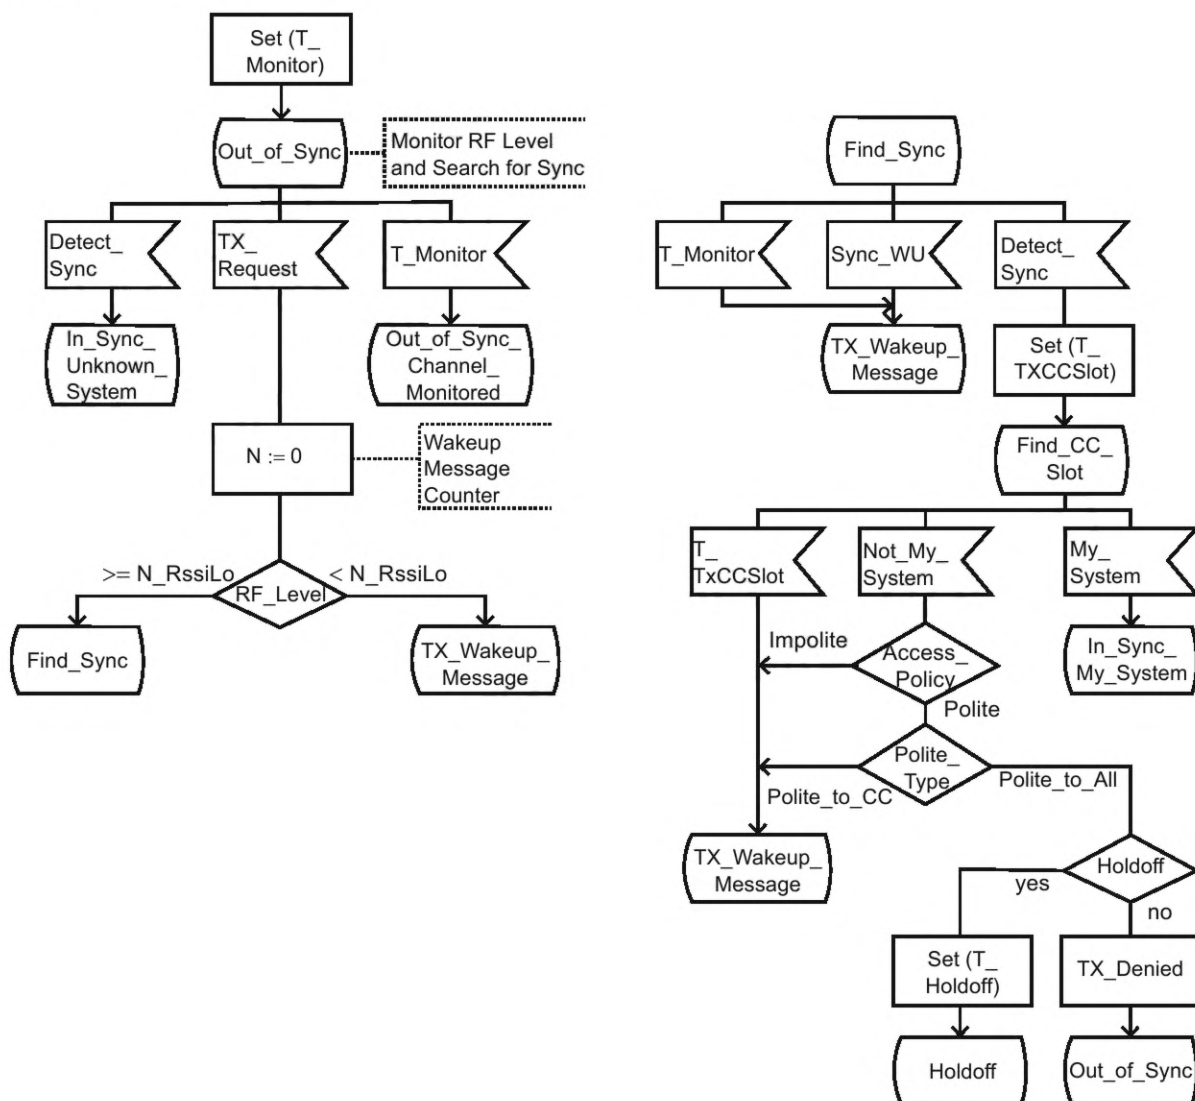 Set (T_
Monitor)
Out_of_Sync
Monitor RF Level
and Search for Sync
Detect_
Sync
TX_
Request
T_Monitor
In_Sync_
Unknown_
System
Out_of_Sync_
Channel_
Monitored
N := 0
Wakeup
Message
Counter
>= N_RssiLo
< N_RssiLo
RF_Level
Find_Sync
TX_Wakeup_
Message
Find_Sync
T_Monitor
Sync_WU
Detect_
Sync
TX_Wakeup_
Message
Set (T_
TXCCSlot)
Find_CC_
Slot
T_
TxCCSlot
Not_My_
System
My_
System
Impolite
Access_
Policy
In_Sync_
My_System
Polite
Polite_
Type
Polite_to_CC
Polite_to_All
TX_Wakeup_
Message
Holdoff
yes
no
Set (T_
Holdoff)
TX_Denied
Holdoff
Out_of_Sync